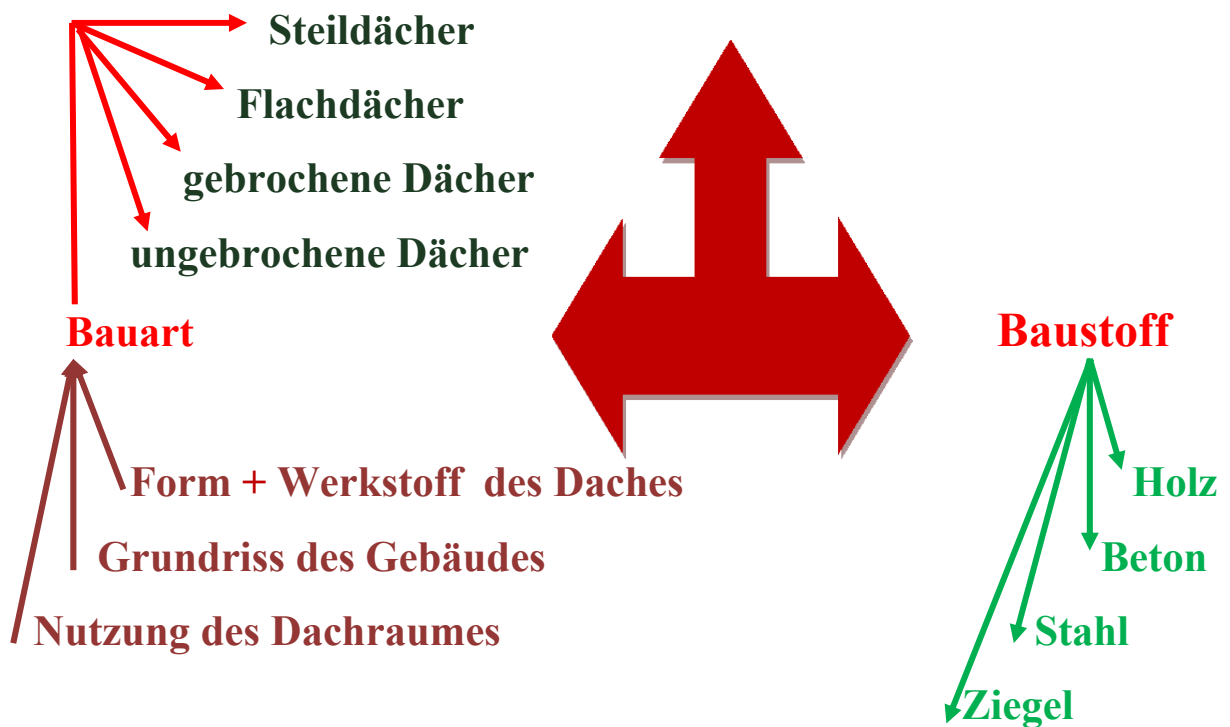 Steildächer
Flachdächer
gebrochene Dächer
ungebrochene Dächer
Bauart
Form + Werkstoff des Daches
Grundriss des Gebäudes
Nutzung des Dachraumes
Baustoff
Holz
Beton
Stahl
Ziegel